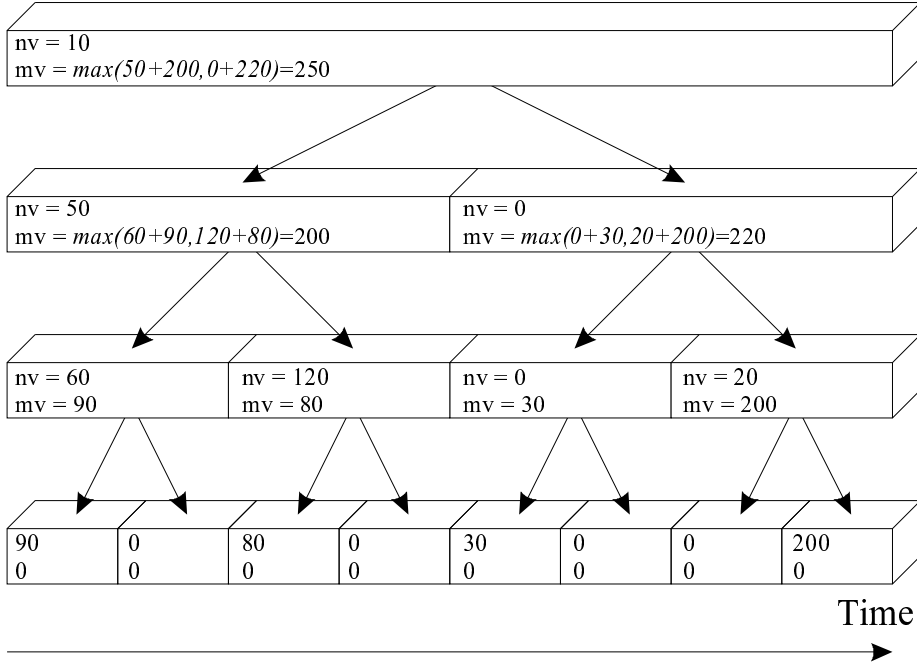 nv = 10
mv = max(50+200,0+220)=250
nv = 50
mv = max(60+90,120+80)=200
nv = 0
mv = max(0+30,20+200)=220
nv = 60
mv = 90
nv = 120
mv = 80
nv = 0
mv = 30
nv = 20
mv = 200
90
0
0
0
80
0
0
0
30
0
0
0
0
0
200
0
Time